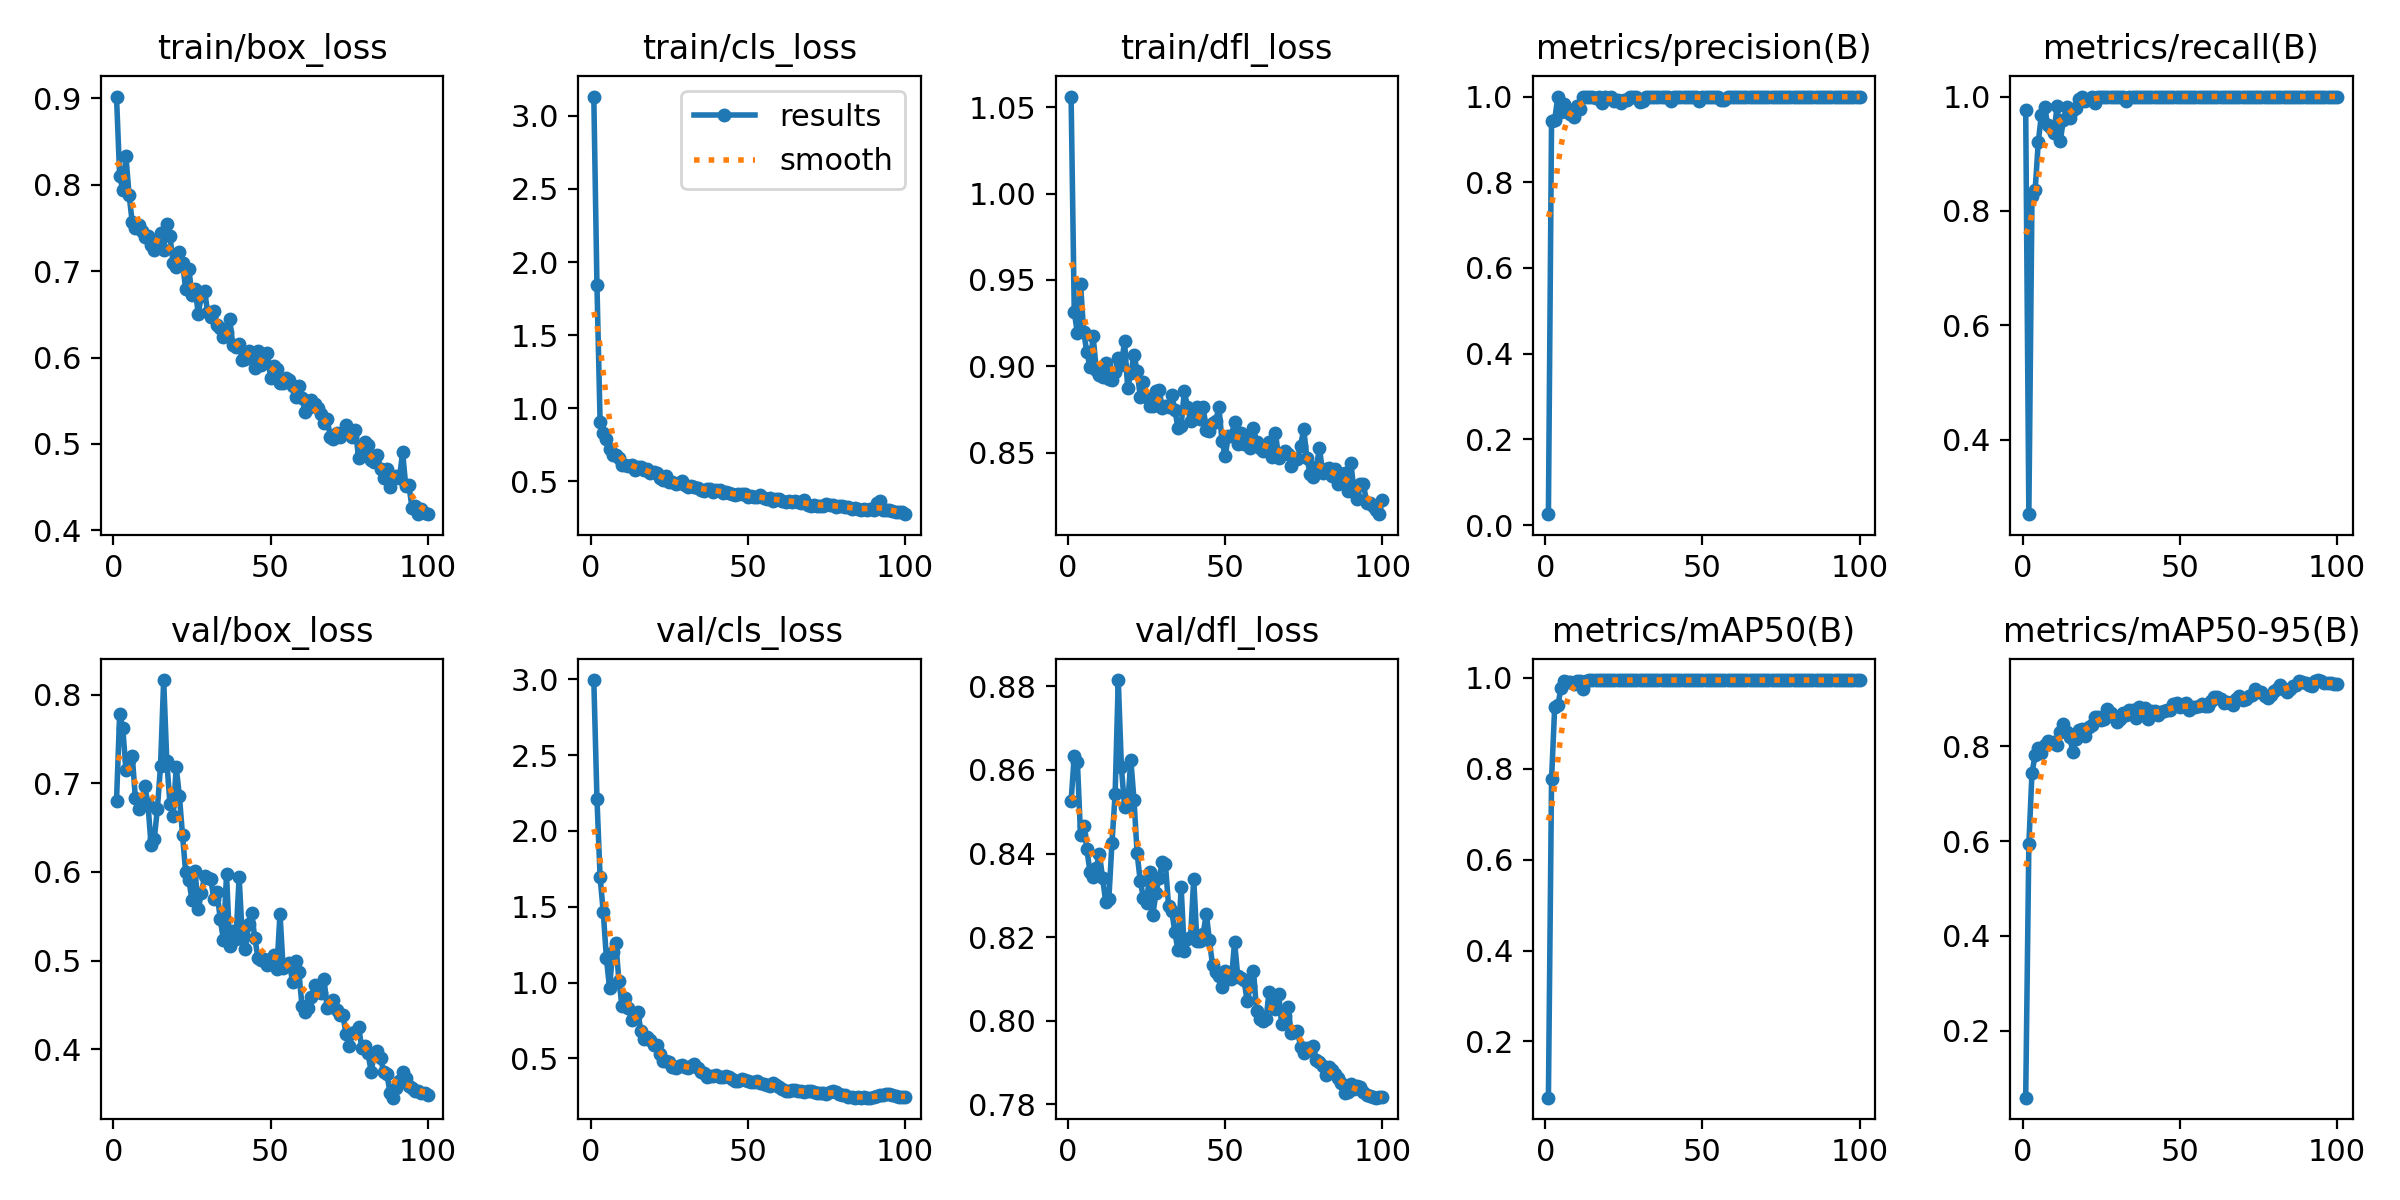 train/box_loss
0.9
0.8
0.7
0.6
0.5
0.4
0 50 100
train/cls_loss
results
smooth
3.0
2.5
2.0
1.5
1.0
0.5
0 50 100
train/dfl_loss
1.05
1.00
0.95
0.90
0.85
0 50 100
metrics/precision(B)
1.0
0.8
0.6
0.4
0.2
0.0
0 50 100
metrics/recall(B)
1.0
0.8
0.6
0.4
0 50 100
val/box_loss
0.8
0.7
0.6
0.5
0.4
0 50 100
val/cls_loss
3.0
2.5
2.0
1.5
1.0
0.5
0 50 100
val/dfl_loss
0.88
0.86
0.84
0.82
0.80
0.78
0 50 100
metrics/mAP50(B)
1.0
0.8
0.6
0.4
0.2
0 50 100
metrics/mAP50-95(B)
0.8
0.6
0.4
0.2
0 50 100